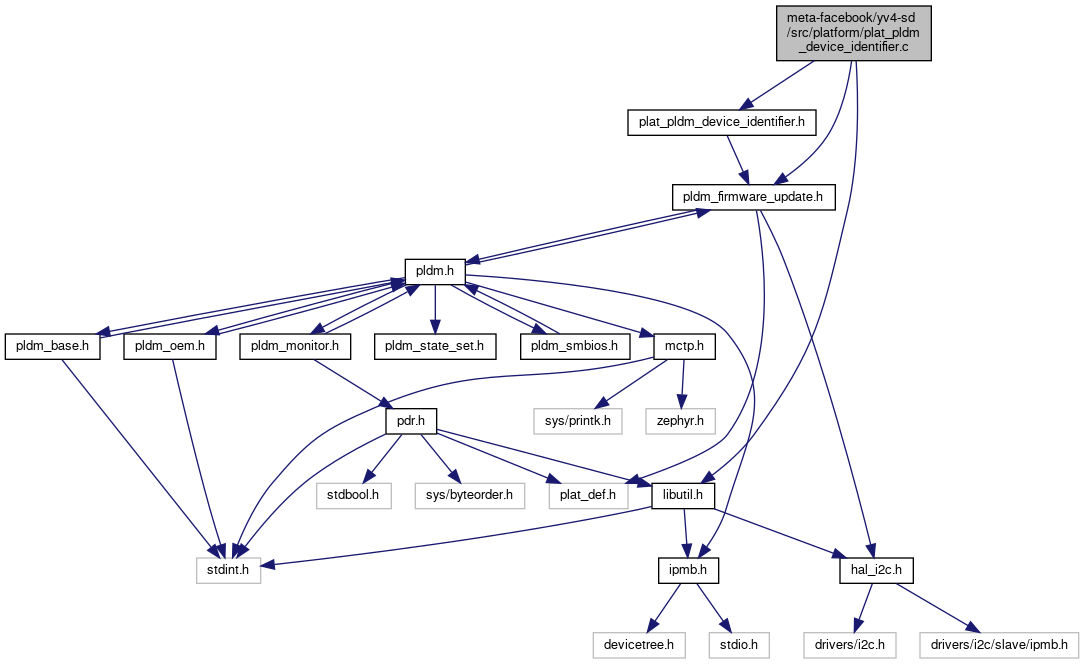 meta-facebook/yv4-sd
/src/platform/plat_pldm
_device_identifier.c
plat_pldm_device_identifier.h
pldm_firmware_update.h
pldm.h
pldm_base.h
pldm_oem.h
pldm_monitor.h
pldm_state_set.h
pldm_smbios.h
mctp.h
sys/printk.h
zephyr.h
pdr.h
stdbool.h
sys/byteorder.h
plat_def.h
libutil.h
stdint.h
ipmb.h
hal_i2c.h
devicetree.h
stdio.h
drivers/i2c.h
drivers/i2c/slave/ipmb.h